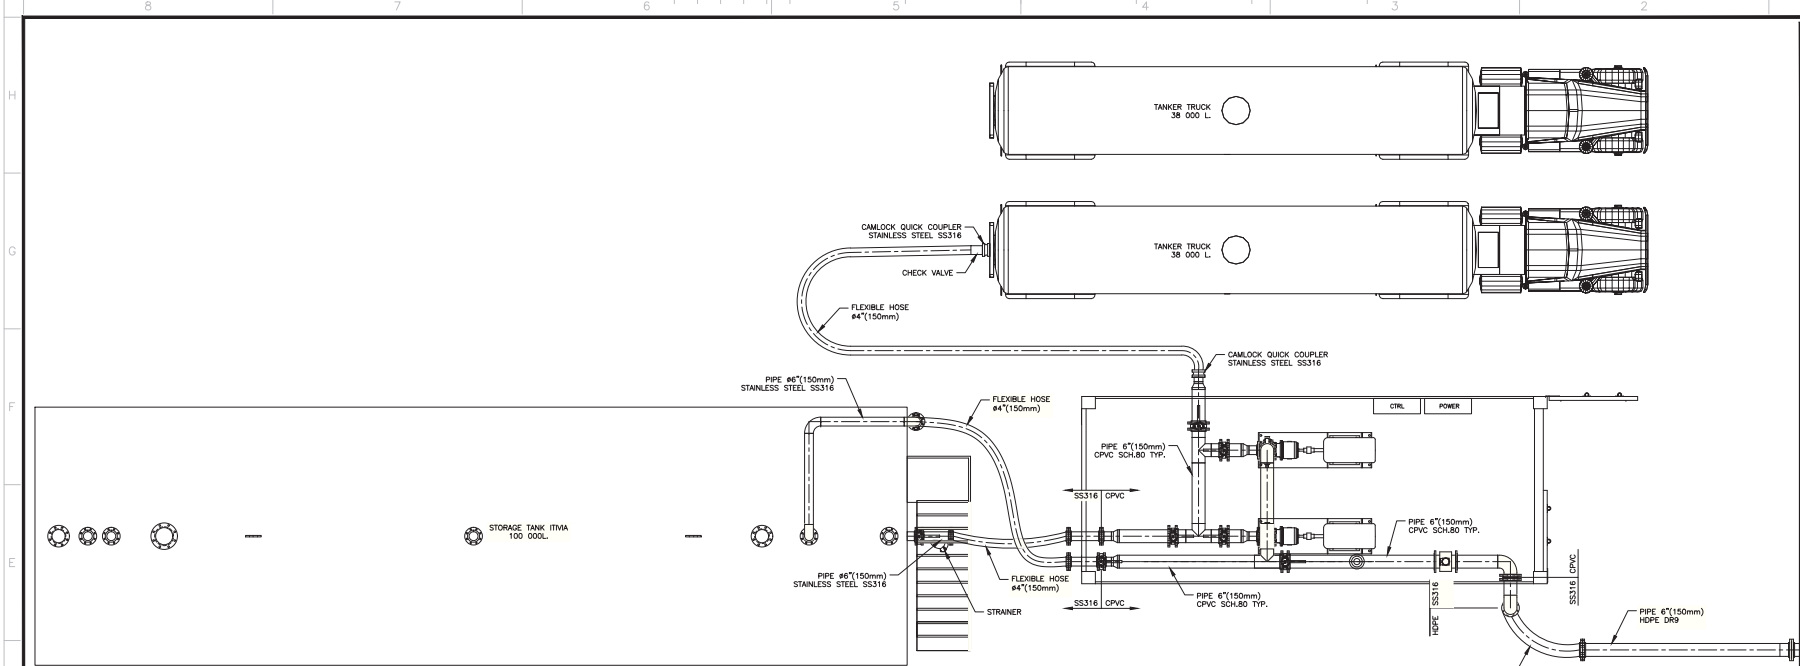 8 7 6 5 4 3 2
H
TANKER TRUCK
38 000 L.
G
CAMLOCK QUICK COUPLER
STAINLESS STEEL SS316
TANKER TRUCK
38 000 L.
CHECK VALVE
FLEXIBLE HOSE
ø4"(150mm)
CAMLOCK QUICK COUPLER
STAINLESS STEEL SS316
F
PIPE ø6"(150mm)
STAINLESS STEEL SS316
FLEXIBLE HOSE
ø4"(150mm)
CTRL
POWER
PIPE 6"(150mm)
CPVC SCH.80 TYP.
SS316 CPVC
STORAGE TANK ITIVIA
100 000L.
PIPE 6"(150mm)
CPVC SCH.80 TYP.
E
PIPE ø6"(150mm)
STAINLESS STEEL SS316
FLEXIBLE HOSE
ø4"(150mm)
SS316 CPVC
STRAINER
SS316 CPVC
PIPE 6"(150mm)
CPVC SCH.80 TYP.
HDPE SS316
PIPE 6"(150mm)
HDPE DR9